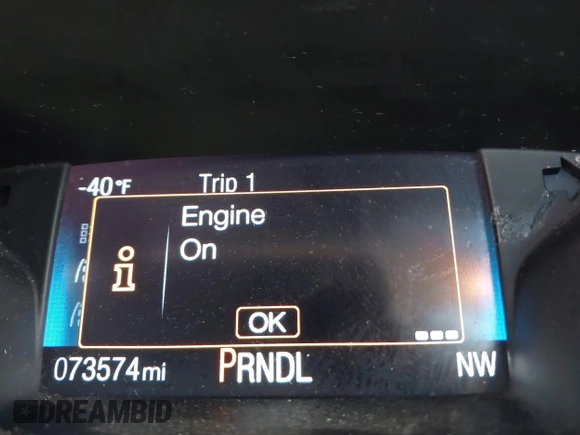 -40°F Trip 1
Engine
On
i
OK
073574mi PRNDL NW
DREAMBID